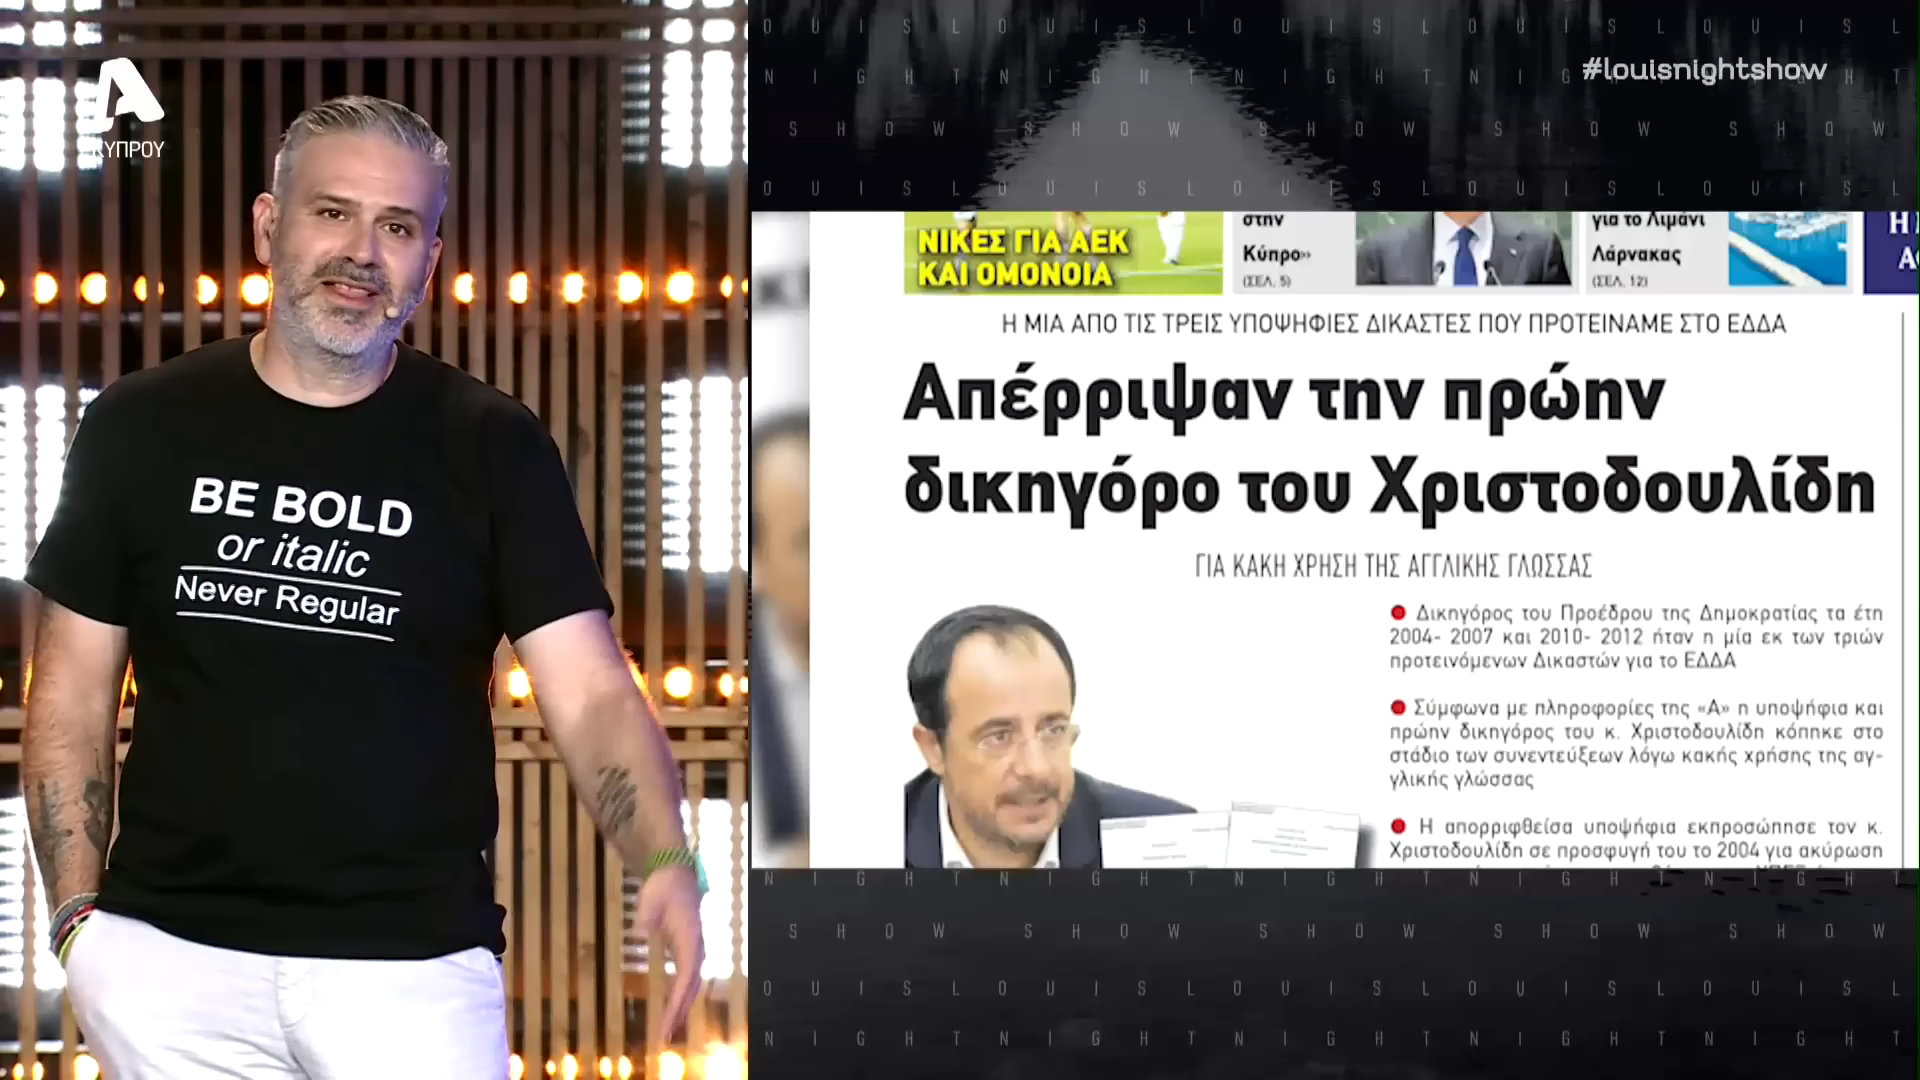 ΚΥΠΡΟΥ
#louisnightshow
BE BOLD
or italic
Never Regular
ΝΙΚΕΣ ΓΙΑ ΑΕΚ
ΚΑΙ ΟΜΟΝΟΙΑ
στην
Κύπρο»
(ΣΕΛ. 5)
για το Λιμάνι
Λάρνακας
(ΣΕΛ. 12)
Η ΜΙΑ ΑΠΟ ΤΙΣ ΤΡΕΙΣ ΥΠΟΨΗΦΙΕΣ ΔΙΚΑΣΤΕΣ ΠΟΥ ΠΡΟΤΕΙΝΑΜΕ ΣΤΟ ΕΔΔΑ
Απέρριψαν την πρώην
δικηγόρο του Χριστοδουλίδη
ΓΙΑ ΚΑΚΗ ΧΡΗΣΗ ΤΗΣ ΑΓΓΛΙΚΗΣ ΓΛΩΣΣΑΣ
Δικηγόρος του Προέδρου της Δημοκρατίας τα έτη
2004- 2007 και 2010- 2012 ήταν η μία εκ των τριών
προτεινόμενων Δικαστών για το ΕΔΔΑ
Σύμφωνα με πληροφορίες της «Α» η υποψήφια και
πρώην δικηγόρος του κ. Χριστοδουλίδη κόπηκε στο
στάδιο των συνεντεύξεων λόγω κακής χρήσης της αγ-
γλικής γλώσσας
Η απορριφθείσα υποψήφια εκπροσώπησε τον κ.
Χριστοδουλίδη σε προσφυγή του το 2004 για ακύρωση